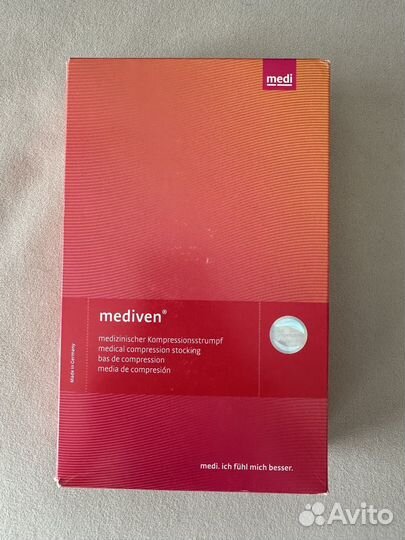 medi
mediven®
medizinischer Kompressionsstrumpf
medical compression stocking
bas de compression
media de compresión
Made in Germany
medi. ich fühl mich besser.
Avito